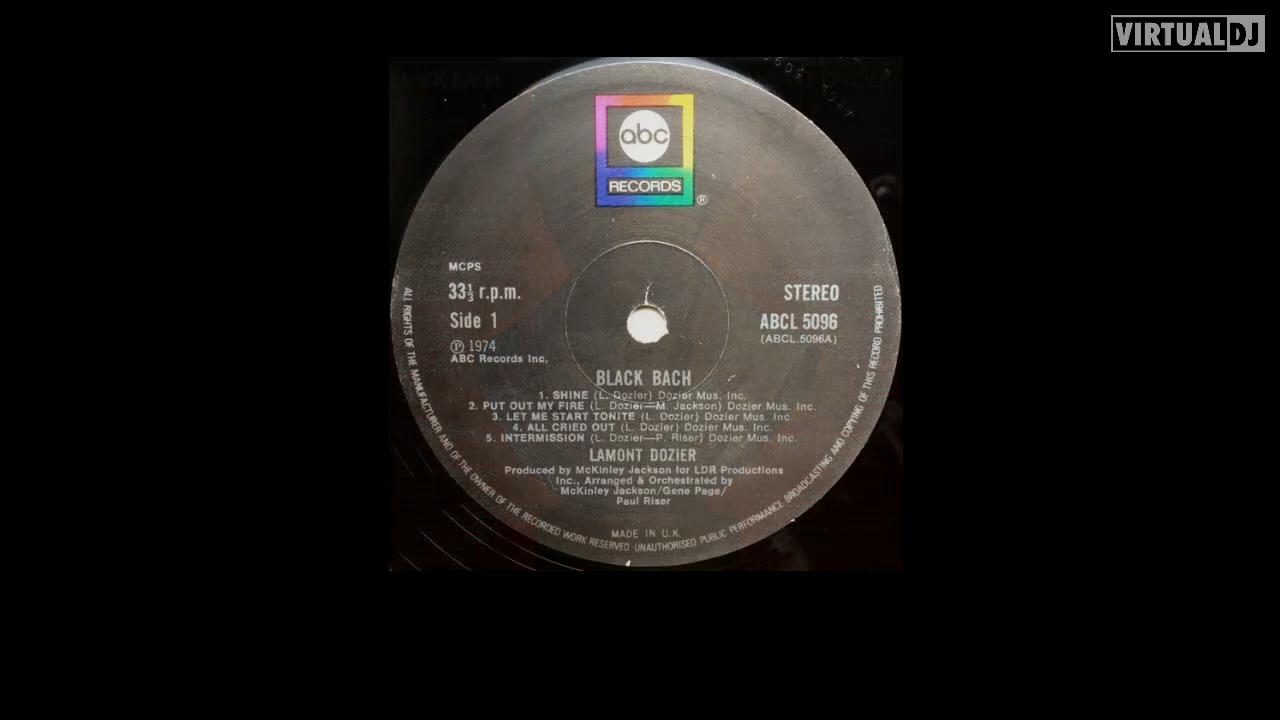 VIRTUAL DJ
abc
RECORDS
®
MCPS
33⅓ r.p.m.
STEREO
Side 1
ABCL 5096
(ABCL 5096A)
Ⓟ 1974
ABC Records Inc.
BLACK BACH
1. SHINE (L. Dozier) Dozier Mus. Inc.
2. PUT OUT MY FIRE (L. Dozier—M. Jackson) Dozier Mus. Inc.
3. LET ME START TONITE (L. Dozier) Dozier Mus. Inc.
4. ALL CRIED OUT (L. Dozier) Dozier Mus. Inc.
5. INTERMISSION (L. Dozier—P. Riser) Dozier Mus. Inc.
LAMONT DOZIER
Produced by McKinley Jackson for LDR Productions
Inc., Arranged & Orchestrated by
McKinley Jackson/Gene Page/
Paul Riser
MADE IN U.K.
ALL RIGHTS OF THE MANUFACTURER AND OF THE OWNER OF THE RECORDED WORK RESERVED UNAUTHORISED PUBLIC PERFORMANCE BROADCASTING AND COPYING OF THIS RECORD PROHIBITED